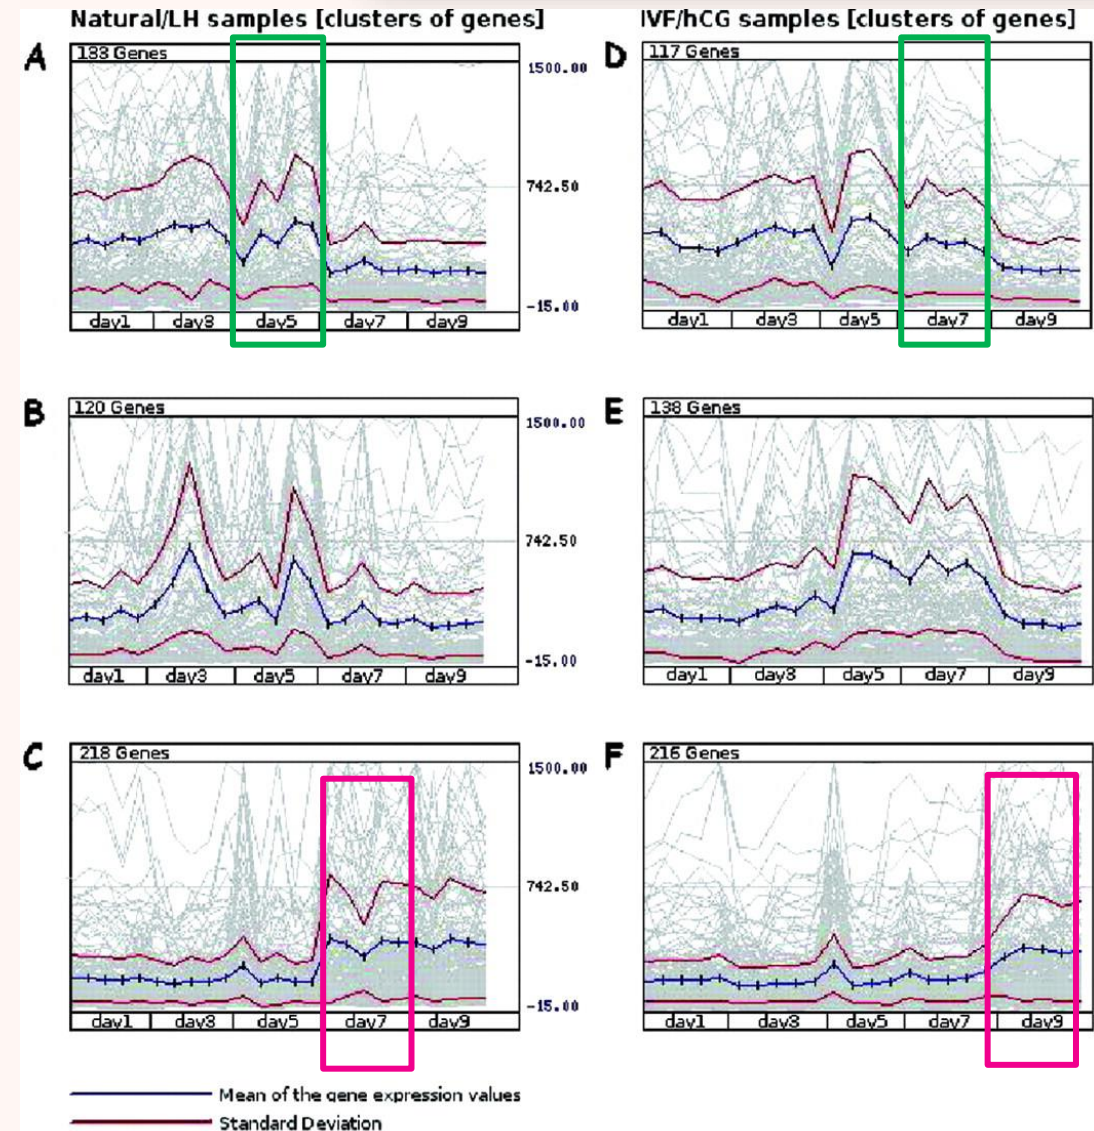 Natural/LH samples [clusters of genes]
IVF/hCG samples [clusters of genes]
A
183 Genes
1500.00
742.50
-15.00
day1 day3 day5 day7 day9
D
117 Genes
day1 day3 day5 day7 day9
B
120 Genes
1500.00
742.50
-15.00
day1 day3 day5 day7 day9
E
138 Genes
day1 day3 day5 day7 day9
C
218 Genes
1500.00
742.50
-15.00
day1 day3 day5 day7 day9
F
216 Genes
day1 day3 day5 day7 day9
Mean of the gene expression values
Standard Deviation